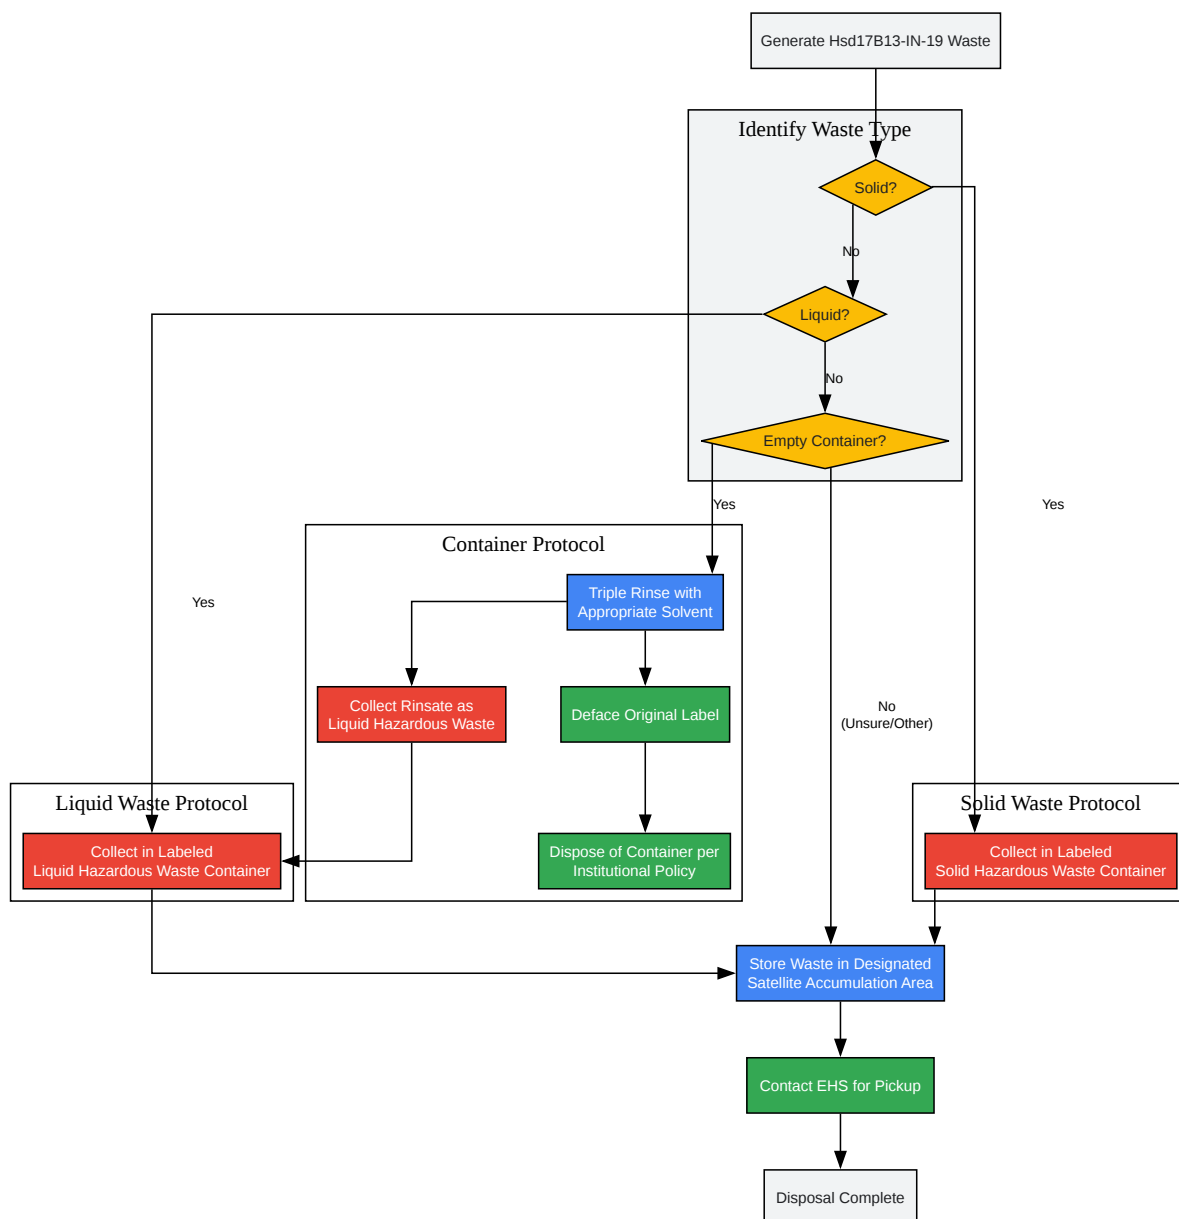 Generate Hsd17B13-IN-19 Waste
Identify Waste Type
Solid?
No
Liquid?
No
Empty Container?
Yes
Yes
Container Protocol
Triple Rinse with
Appropriate Solvent
Yes
Collect Rinsate as
Liquid Hazardous Waste
Deface Original Label
No
(Unsure/Other)
Liquid Waste Protocol
Collect in Labeled
Liquid Hazardous Waste Container
Dispose of Container per
Institutional Policy
Solid Waste Protocol
Collect in Labeled
Solid Hazardous Waste Container
Store Waste in Designated
Satellite Accumulation Area
Contact EHS for Pickup
Disposal Complete